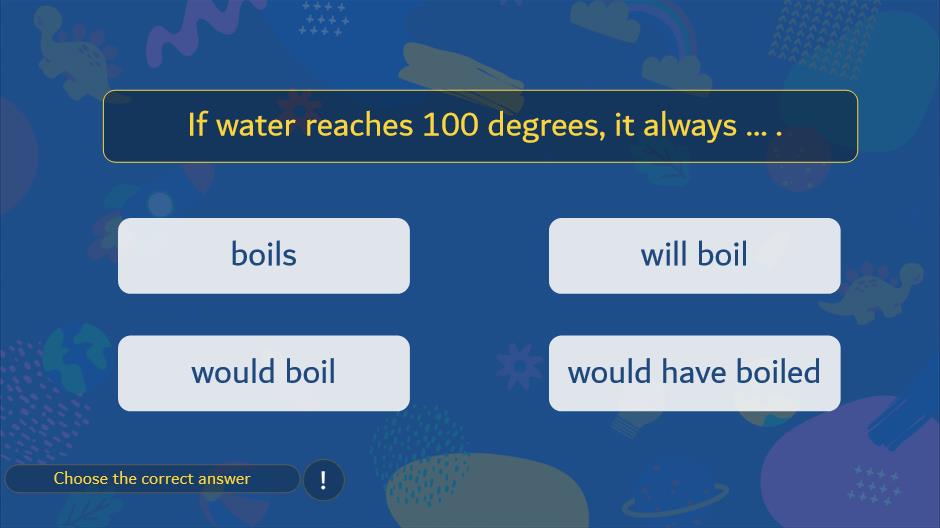 If water reaches 100 degrees, it always ... .
boils
will boil
would boil
would have boiled
Choose the correct answer
!